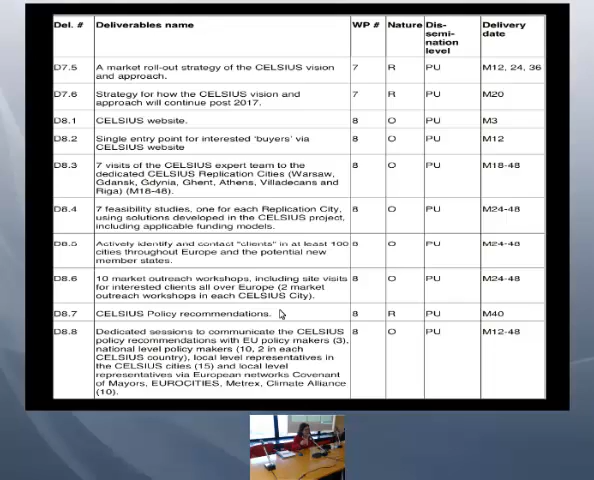 Del. # Deliverables name WP # Nature Dis-
semi-
nation
level Delivery
date
D7.5 A market roll-out strategy of the CELSIUS vision
and approach. 7 R PU M12, 24, 36
D7.6 Strategy for how the CELSIUS vision and
approach will continue post 2017. 7 R PU M20
D8.1 CELSIUS website. 8 O PU M3
D8.2 Single entry point for interested 'buyers' via
CELSIUS website 8 O PU M12
D8.3 7 visits of the CELSIUS expert team to the
dedicated CELSIUS Replication Cities (Warsaw,
Gdansk, Gdynia, Ghent, Athens, Villadecans and
Riga) (M18-48). 8 O PU M18-48
D8.4 7 feasibility studies, one for each Replication City,
using solutions developed in the CELSIUS project,
including applicable funding models. 8 O PU M24-48
D8.5 Actively identify and contact "clients" in at least 100
cities throughout Europe and the potential new
member states. 8 O PU M24-48
D8.6 10 market outreach workshops, including site visits
for interested clients all over Europe (2 market
outreach workshops in each CELSIUS City). 8 O PU M24-48
D8.7 CELSIUS Policy recommendations. 8 R PU M40
D8.8 Dedicated sessions to communicate the CELSIUS
policy recommendations with EU policy makers (3),
national level policy makers (10, 2 in each
CELSIUS country), local level representatives in
the CELSIUS cities (15) and local level
representatives via European networks Covenant
of Mayors, EUROCITIES, Metrex, Climate Alliance
(10). 8 O PU M12-48